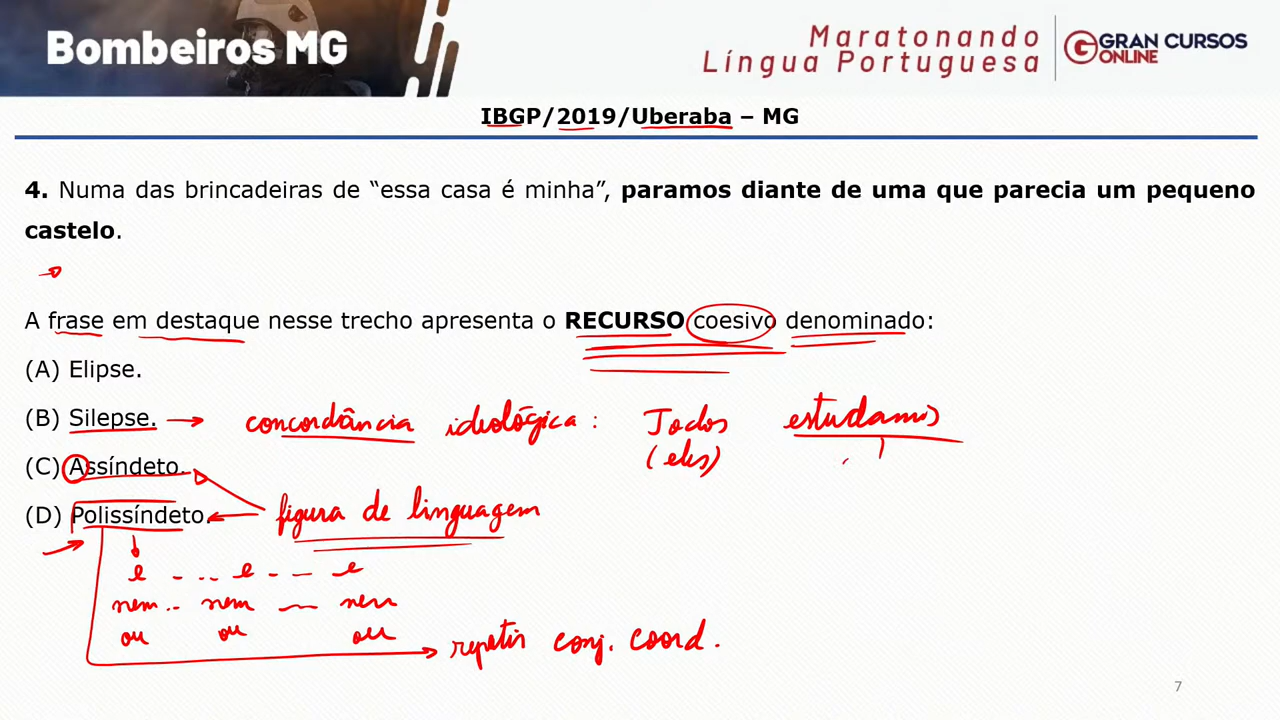 Bombeiros MG
Maratonando
Língua Portuguesa
GRAN CURSOS
ONLINE
IBGP/2019/Uberaba – MG
4. Numa das brincadeiras de “essa casa é minha”, paramos diante de uma que parecia um pequeno
castelo.
A frase em destaque nesse trecho apresenta o RECURSO coesivo denominado:
(A) Elipse.
(B) Silepse. → concordância ideológica : Todos estudamos
(eles)
(C) Assíndeto.
(D) Polissíndeto. figura de linguagem
e - ... e - - e
nem .. nem — nem
ou ou ou
repetir conj. coord.
7